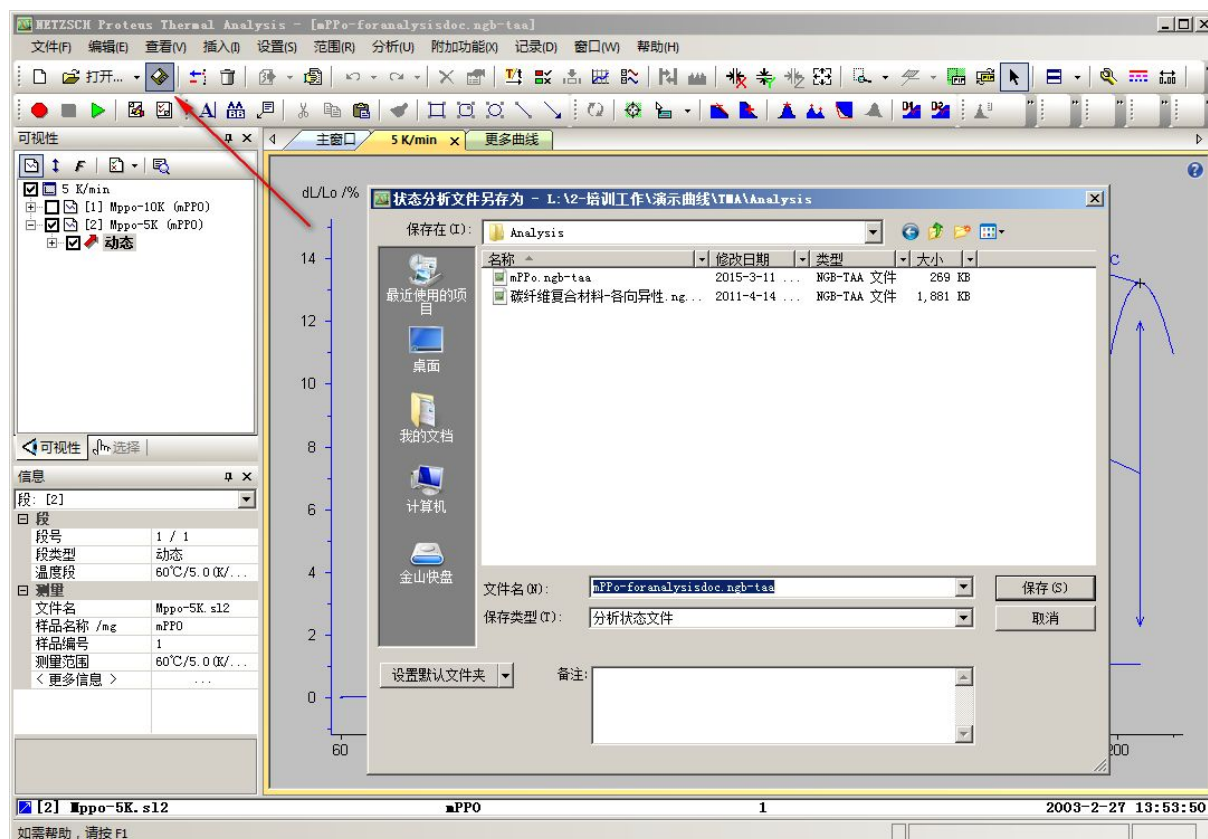 NETZSCH Proteus Thermal Analysis - [mPPo-foranalysisdoc.ngb-taa]
文件(F) 编辑(E) 查看(V) 插入(I) 设置(S) 范围(R) 分析(U) 附加功能(X) 记录(D) 窗口(W) 帮助(H)
打开...
可视性
主窗口 5 K/min x 更多曲线
5 K/min
[1] Mppo-10K (mPPO)
[2] Mppo-5K (mPPO)
动态
可视性 选择
信息
段: [2]
段
段号 1 / 1
段类型 动态
温度段 60℃/5.0(K/...
测量
文件名 Mppo-5K.sl2
样品名称 /mg mPPO
样品编号 1
测量范围 60℃/5.0(K/...
<更多信息> ...
dL/Lo /%
14
12
10
8
6
4
2
0
60
200
C
状态分析文件另存为 - L:\2-培训工作\演示曲线\TMA\Analysis
保存在(I): Analysis
名称 修改日期 类型 大小
mPPo.ngb-taa 2015-3-11 ... NGB-TAA 文件 269 KB
碳纤维复合材料-各向异性.ng... 2011-4-14 ... NGB-TAA 文件 1,881 KB
最近使用的项
目
桌面
我的文档
计算机
金山快盘
文件名(N): mPPo-foranalysisdoc.ngb-taa 保存(S)
保存类型(T): 分析状态文件 取消
设置默认文件夹 备注:
[2] Mppo-5K.sl2 mPPO 1 2003-2-27 13:53:50
如需帮助，请按 F1